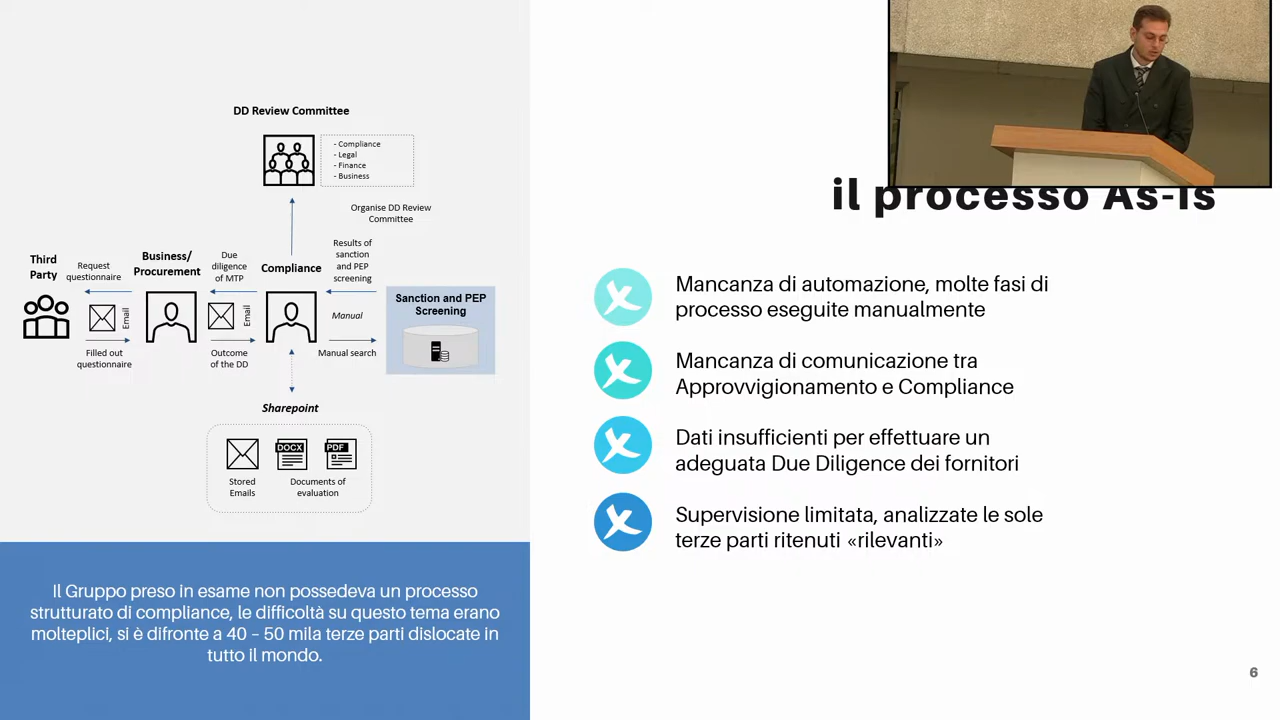 DD Review Committee
- Compliance
- Legal
- Finance
- Business
Organise DD Review
Committee
Third
Party
Request
questionnaire
Email
Filled out
questionnaire
Business/
Procurement
Due
diligence
of MTP
Email
Outcome
of the DD
Compliance
Results of
sanction
and PEP
screening
Manual
Manual search
Sanction and PEP
Screening
Sharepoint
DOCX
PDF
Stored
Emails
Documents of
evaluation
Il Gruppo preso in esame non possedeva un processo
strutturato di compliance, le difficoltà su questo tema erano
molteplici, si è difronte a 40 – 50 mila terze parti dislocate in
tutto il mondo.
il processo As-Is
Mancanza di automazione, molte fasi di
processo eseguite manualmente
Mancanza di comunicazione tra
Approvvigionamento e Compliance
Dati insufficienti per effettuare un
adeguata Due Diligence dei fornitori
Supervisione limitata, analizzate le sole
terze parti ritenuti «rilevanti»
6